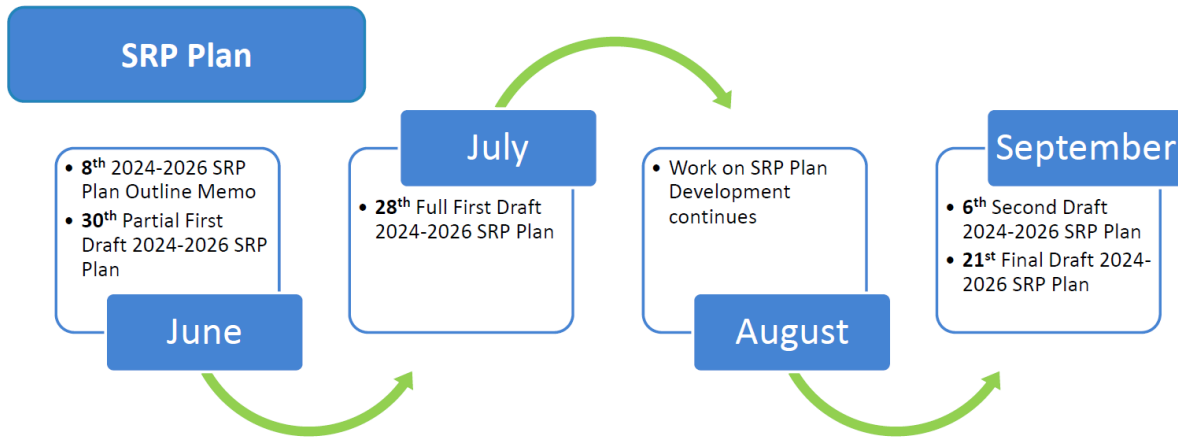 SRP Plan
June
• 8th 2024-2026 SRP
Plan Outline Memo
• 30th Partial First
Draft 2024-2026 SRP
Plan
July
• 28th Full First Draft
2024-2026 SRP Plan
August
• Work on SRP Plan
Development
continues
September
• 6th Second Draft
2024-2026 SRP Plan
• 21st Final Draft 2024-
2026 SRP Plan